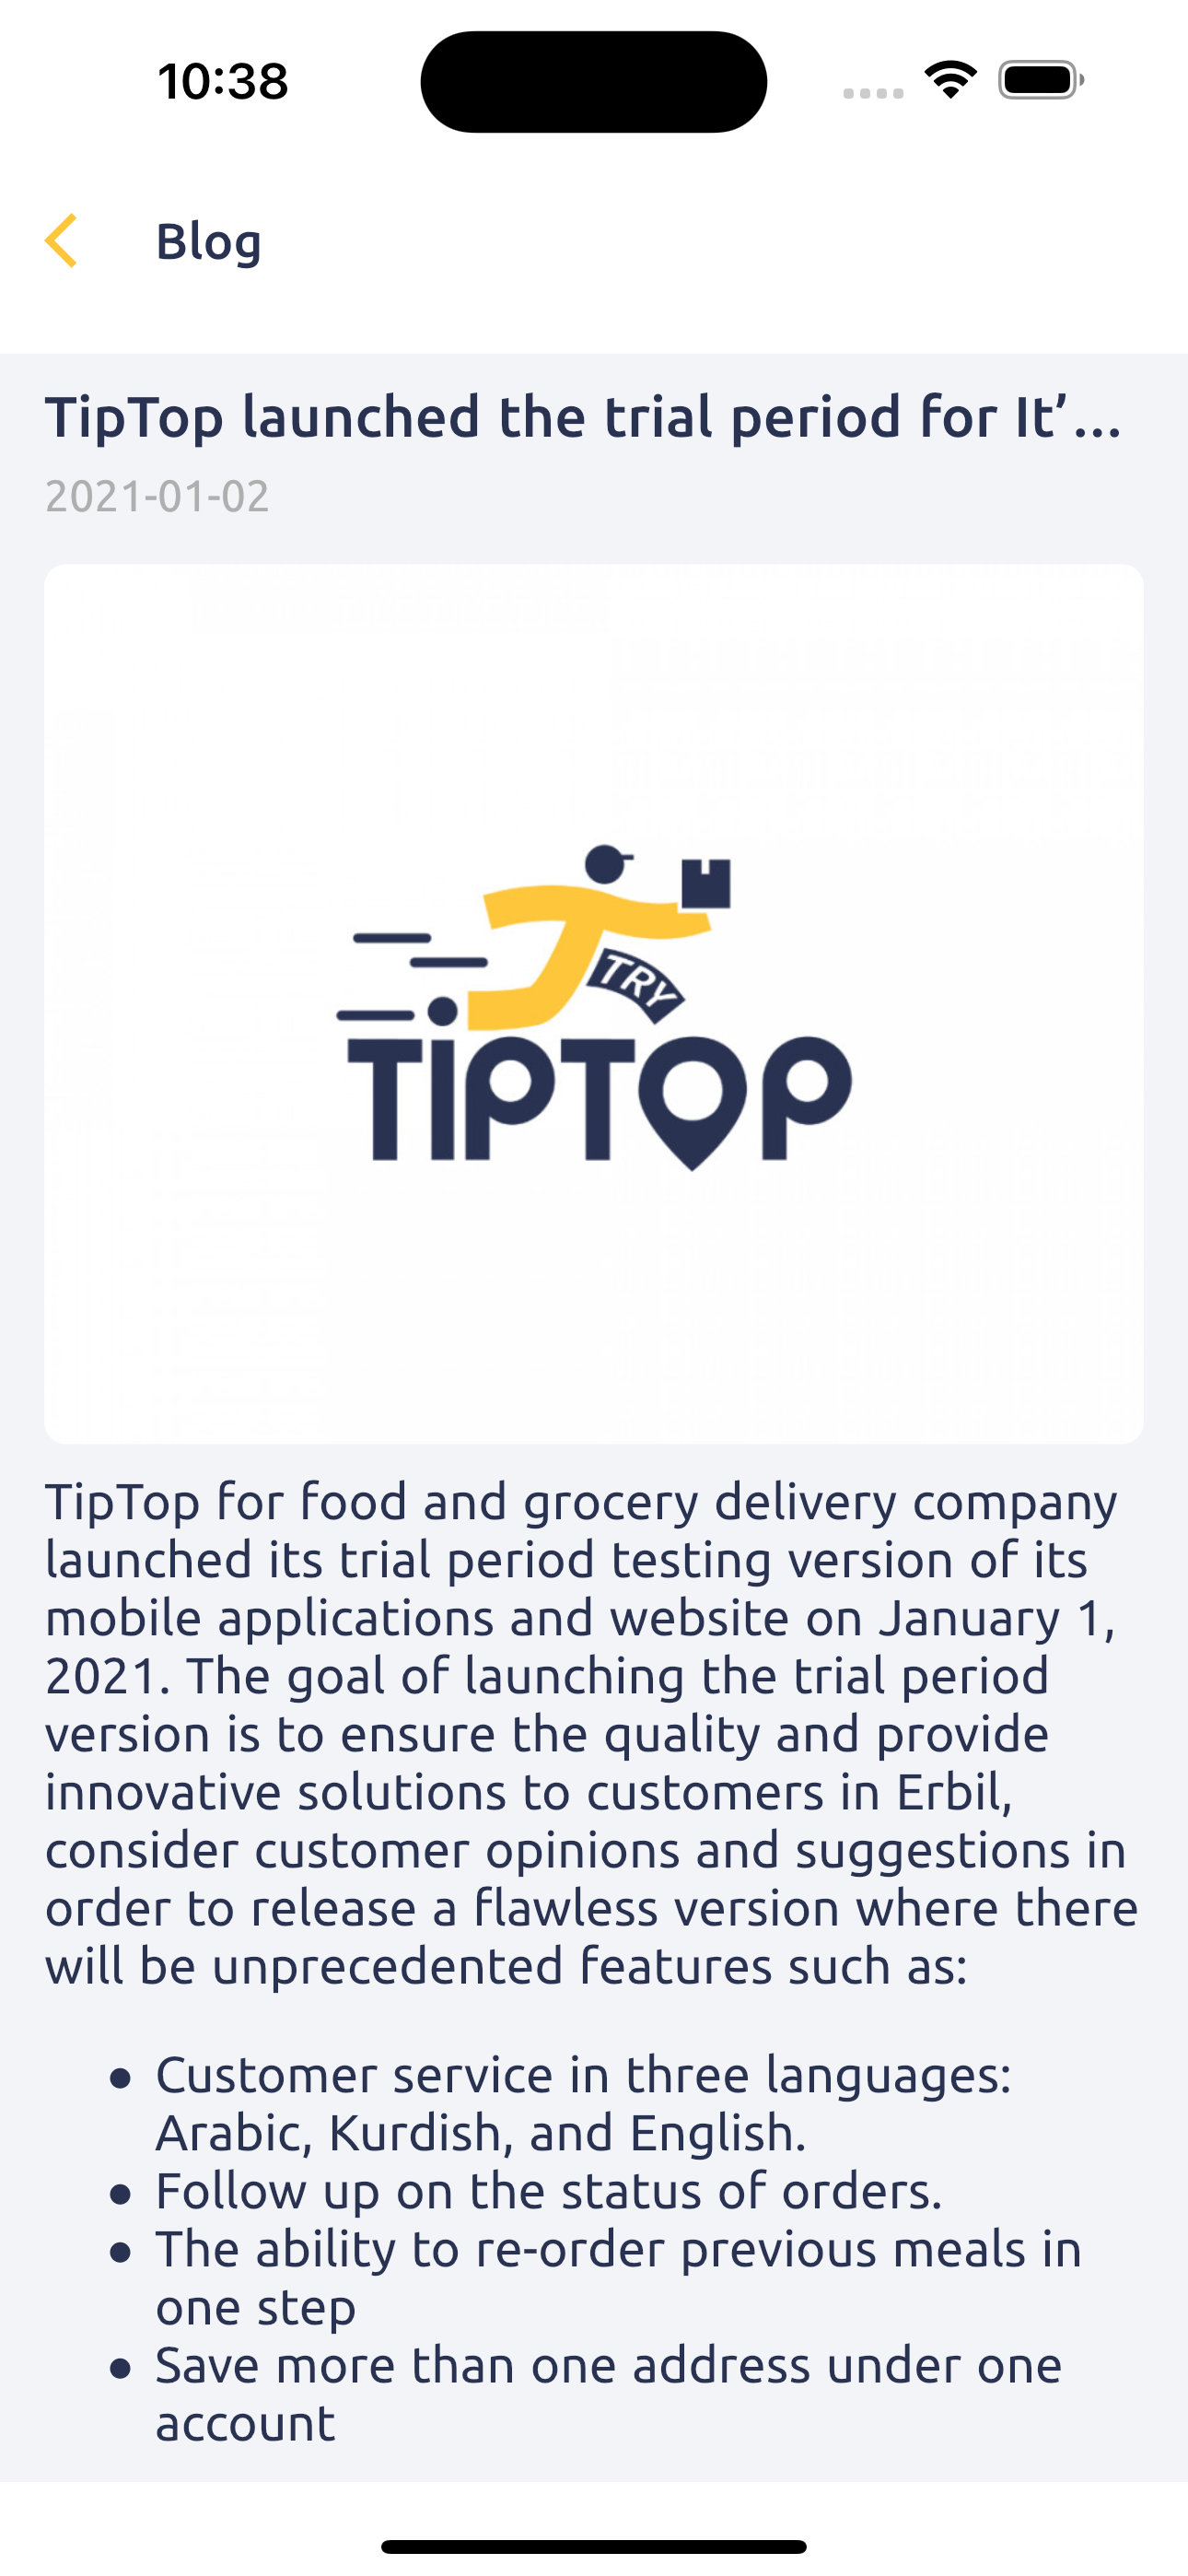 10:38
Blog
TipTop launched the trial period for It’...
2021-01-02
TRY
TiPTOP
TipTop for food and grocery delivery company
launched its trial period testing version of its
mobile applications and website on January 1,
2021. The goal of launching the trial period
version is to ensure the quality and provide
innovative solutions to customers in Erbil,
consider customer opinions and suggestions in
order to release a flawless version where there
will be unprecedented features such as:
● Customer service in three languages:
Arabic, Kurdish, and English.
● Follow up on the status of orders.
● The ability to re-order previous meals in
one step
● Save more than one address under one
account